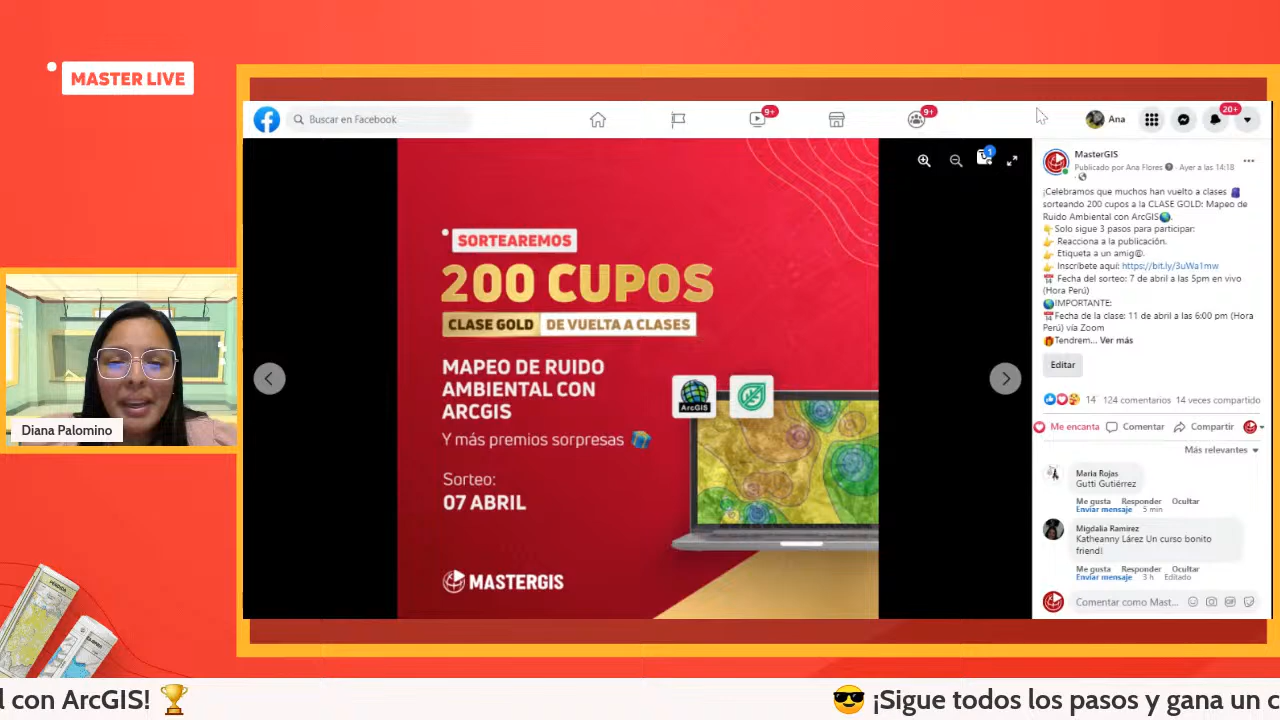 MASTER LIVE
Buscar en Facebook
9+
9+
Ana
20+
1
SORTEAREMOS
200 CUPOS
CLASE GOLD DE VUELTA A CLASES
MAPEO DE RUIDO
AMBIENTAL CON
ARCGIS
Y más premios sorpresas 🎁
Sorteo:
07 ABRIL
MASTERGIS
ArcGIS
Diana Palomino
MasterGIS
Publicado por Ana Flores · Ayer a las 14:18
¡Celebramos que muchos han vuelto a clases
sorteando 200 cupos a la CLASE GOLD: Mapeo de
Ruido Ambiental con ArcGIS🌎.
👇Solo sigue 3 pasos para participar:
👉 Reacciona a la publicación.
👉 Etiqueta a un amig@.
👉 Inscríbete aquí: https://bit.ly/3uWa1mw
📅 Fecha del sorteo: 7 de abril a las 5pm en vivo
(Hora Perú)
🌎IMPORTANTE:
📅Fecha de la clase: 11 de abril a las 6:00 pm (Hora
Perú) vía Zoom
🎁Tendrem... Ver más
Editar
14 124 comentarios 14 veces compartido
Me encanta Comentar Compartir
Más relevantes
Maria Rojas
Gutti Gutiérrez
Me gusta Responder Ocultar
Enviar mensaje 5 min
Migdalia Ramírez
Katheanny Lárez Un curso bonito
friend!
Me gusta Responder Ocultar
Enviar mensaje 3 h Editado
Comentar como Mast...
l con ArcGIS! 🏆 😎 ¡Sigue todos los pasos y gana un c